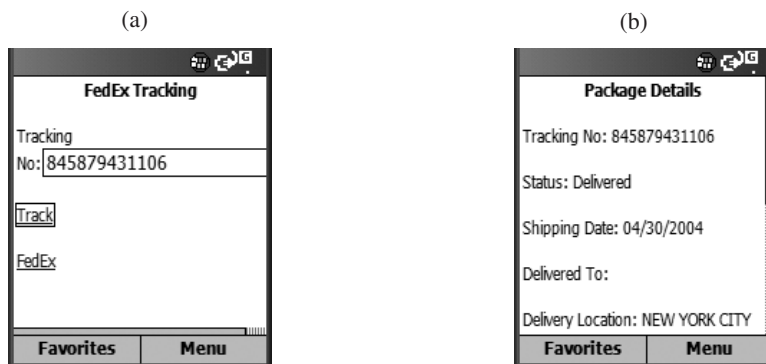 (a)
FedEx Tracking
Tracking
No: 845879431106
Track
FedEx
Favorites Menu
(b)
Package Details
Tracking No: 845879431106
Status: Delivered
Shipping Date: 04/30/2004
Delivered To:
Delivery Location: NEW YORK CITY
Favorites Menu